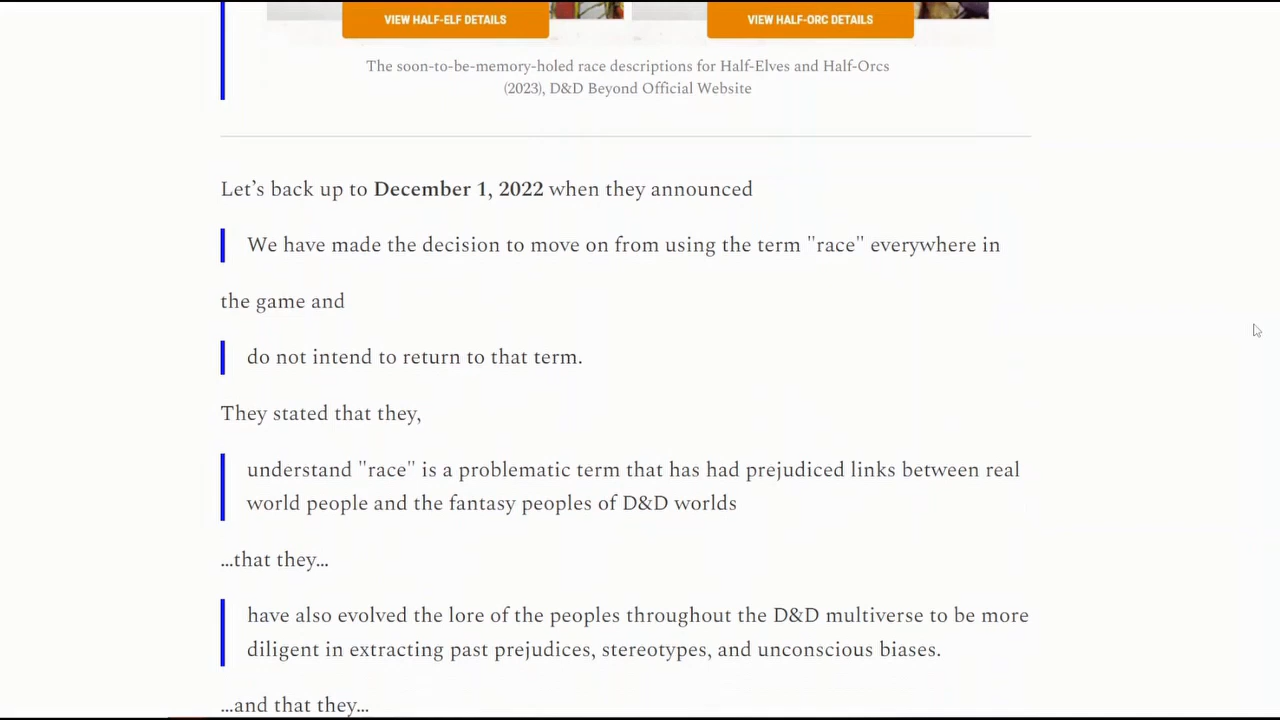 VIEW HALF-ELF DETAILS
VIEW HALF-ORC DETAILS
The soon-to-be-memory-holed race descriptions for Half-Elves and Half-Orcs
(2023), D&D Beyond Official Website
Let’s back up to December 1, 2022 when they announced
We have made the decision to move on from using the term "race" everywhere in
the game and
do not intend to return to that term.
They stated that they,
understand "race" is a problematic term that has had prejudiced links between real
world people and the fantasy peoples of D&D worlds
...that they...
have also evolved the lore of the peoples throughout the D&D multiverse to be more
diligent in extracting past prejudices, stereotypes, and unconscious biases.
...and that they...